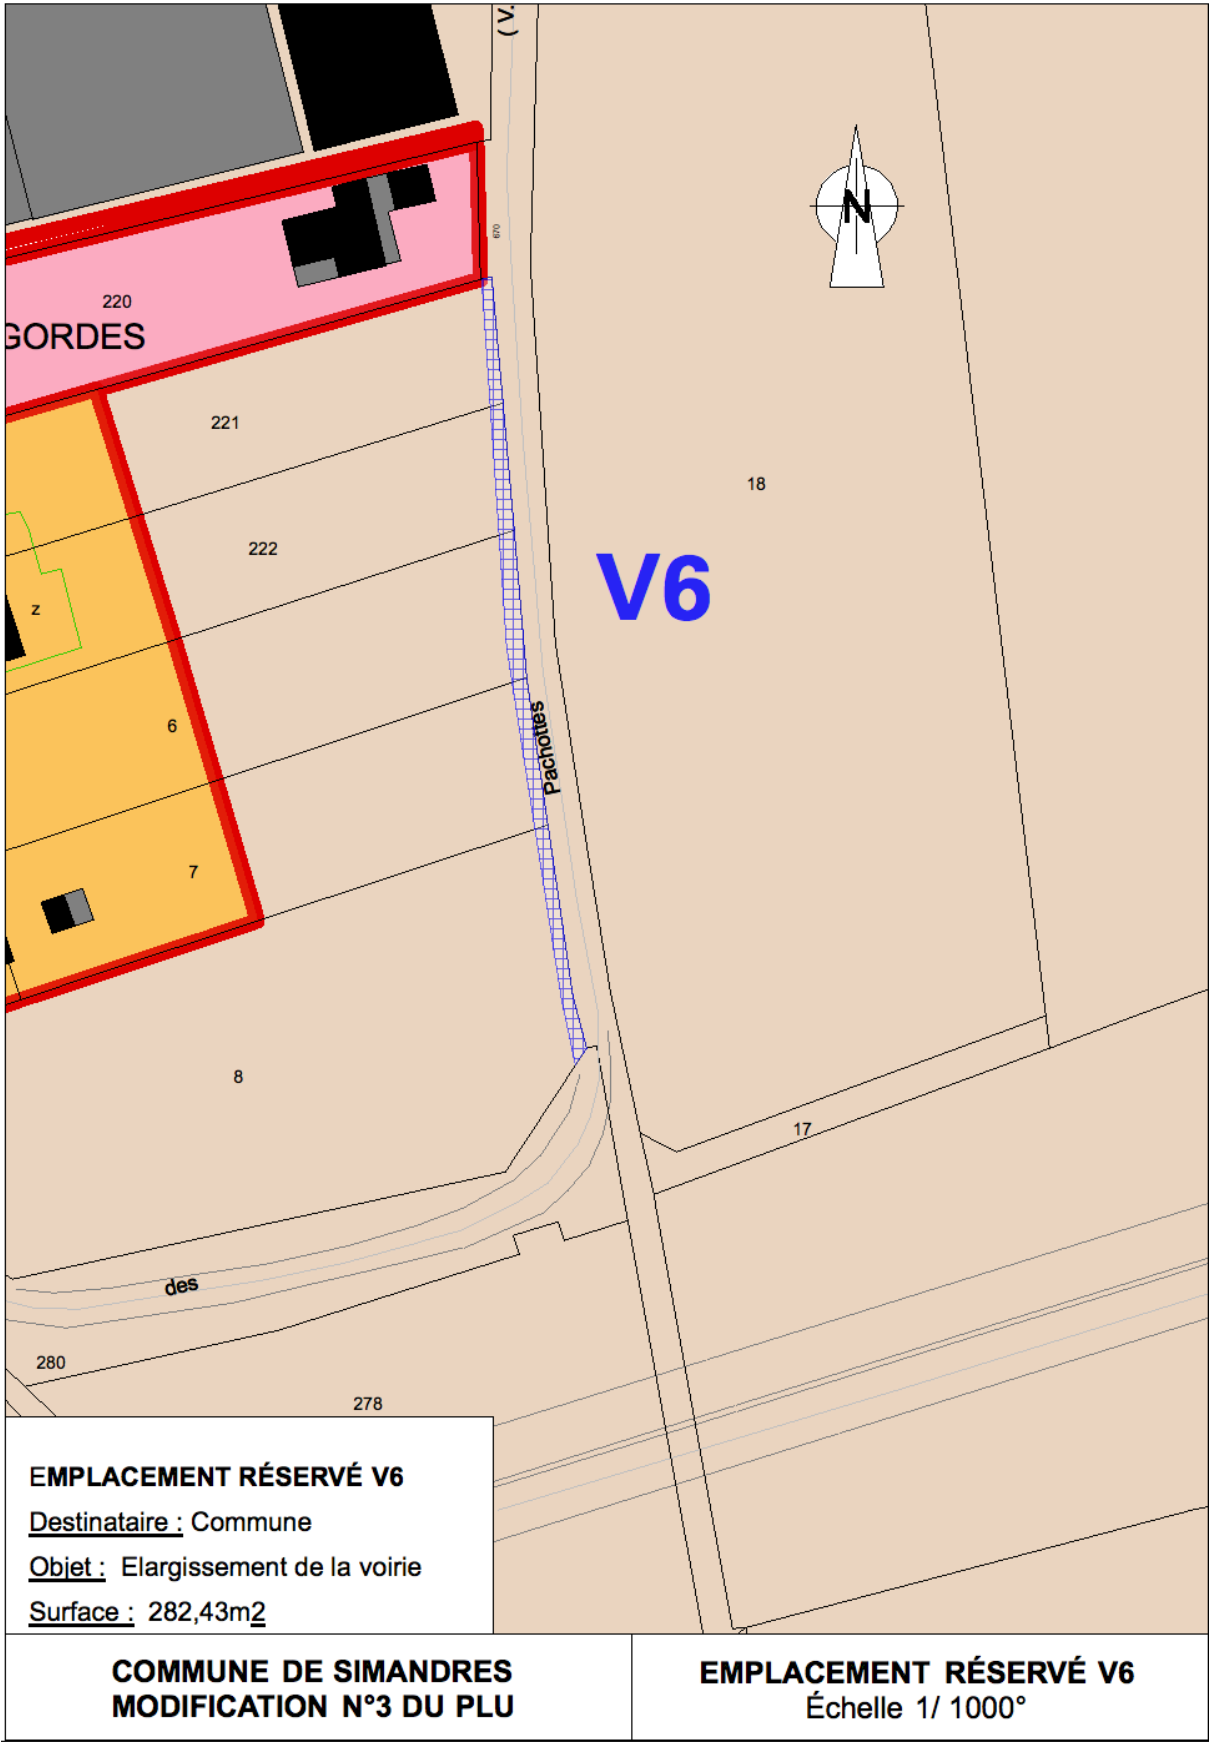 ( V.
N
670
220
GORDES
221
18
222
V6
z
6
Pachottes
7
8
17
des
280
278
EMPLACEMENT RÉSERVÉ V6
Destinataire : Commune
Objet : Elargissement de la voirie
Surface : 282,43m2
COMMUNE DE SIMANDRES
MODIFICATION N°3 DU PLU
EMPLACEMENT RÉSERVÉ V6
Échelle 1/ 1000°